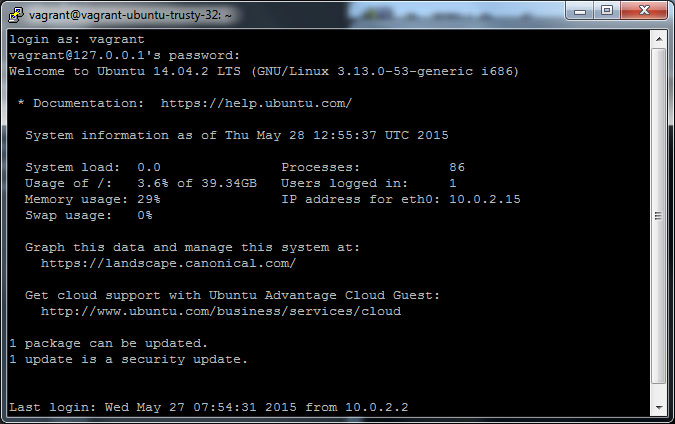 vagrant@vagrant-ubuntu-trusty-32: ~
login as: vagrant
vagrant@127.0.0.1's password:
Welcome to Ubuntu 14.04.2 LTS (GNU/Linux 3.13.0-53-generic i686)
* Documentation:  https://help.ubuntu.com/
System information as of Thu May 28 12:55:37 UTC 2015
System load:  0.0               Processes:           86
Usage of /:   3.6% of 39.34GB   Users logged in:     1
Memory usage: 29%               IP address for eth0: 10.0.2.15
Swap usage:   0%
Graph this data and manage this system at:
https://landscape.canonical.com/
Get cloud support with Ubuntu Advantage Cloud Guest:
http://www.ubuntu.com/business/services/cloud
1 package can be updated.
1 update is a security update.
Last login: Wed May 27 07:54:31 2015 from 10.0.2.2